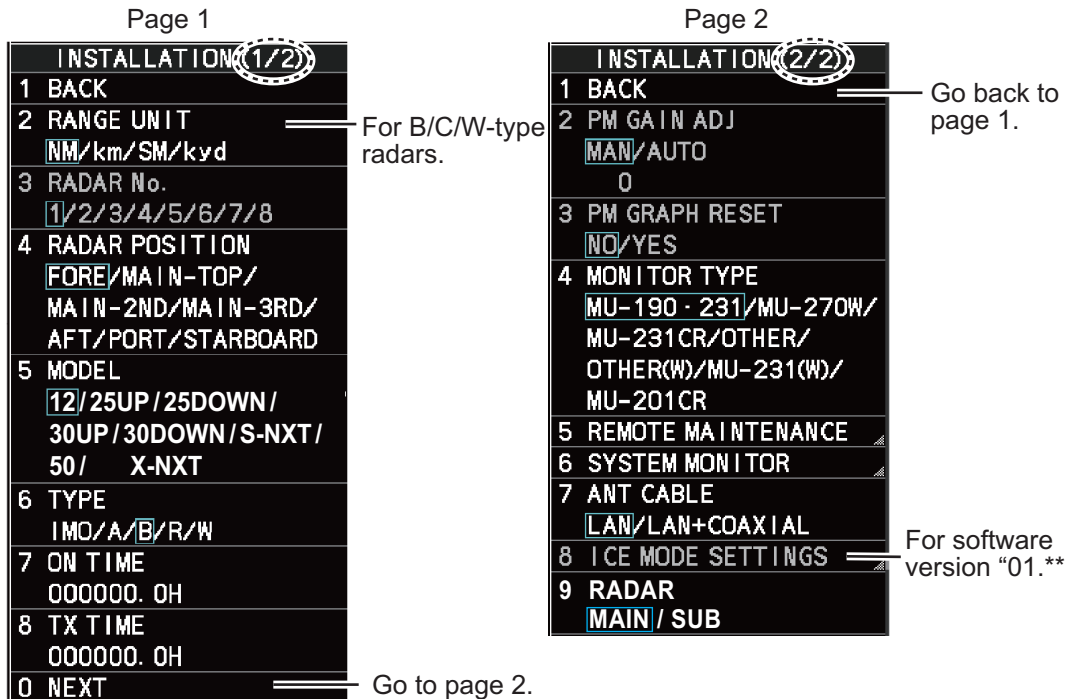 Page 1
INSTALLATION (1/2)
1 BACK
2 RANGE UNIT
NM/km/SM/kyd
3 RADAR No.
1/2/3/4/5/6/7/8
4 RADAR POSITION
FORE/MAIN-TOP/
MAIN-2ND/MAIN-3RD/
AFT/PORT/STARBOARD
5 MODEL
12/25UP/25DOWN/
30UP/30DOWN/S-NXT/
50/ X-NXT
6 TYPE
IMO/A/B/R/W
7 ON TIME
000000.0H
8 TX TIME
000000.0H
0 NEXT
For B/C/W-type
radars.
Go to page 2.
Page 2
INSTALLATION (2/2)
1 BACK
2 PM GAIN ADJ
MAN/AUTO
0
3 PM GRAPH RESET
NO/YES
4 MONITOR TYPE
MU-190·231/MU-270W/
MU-231CR/OTHER/
OTHER(W)/MU-231(W)/
MU-201CR
5 REMOTE MAINTENANCE
6 SYSTEM MONITOR
7 ANT CABLE
LAN/LAN+COAXIAL
8 ICE MODE SETTINGS
9 RADAR
MAIN / SUB
Go back to
page 1.
For software
version “01.**